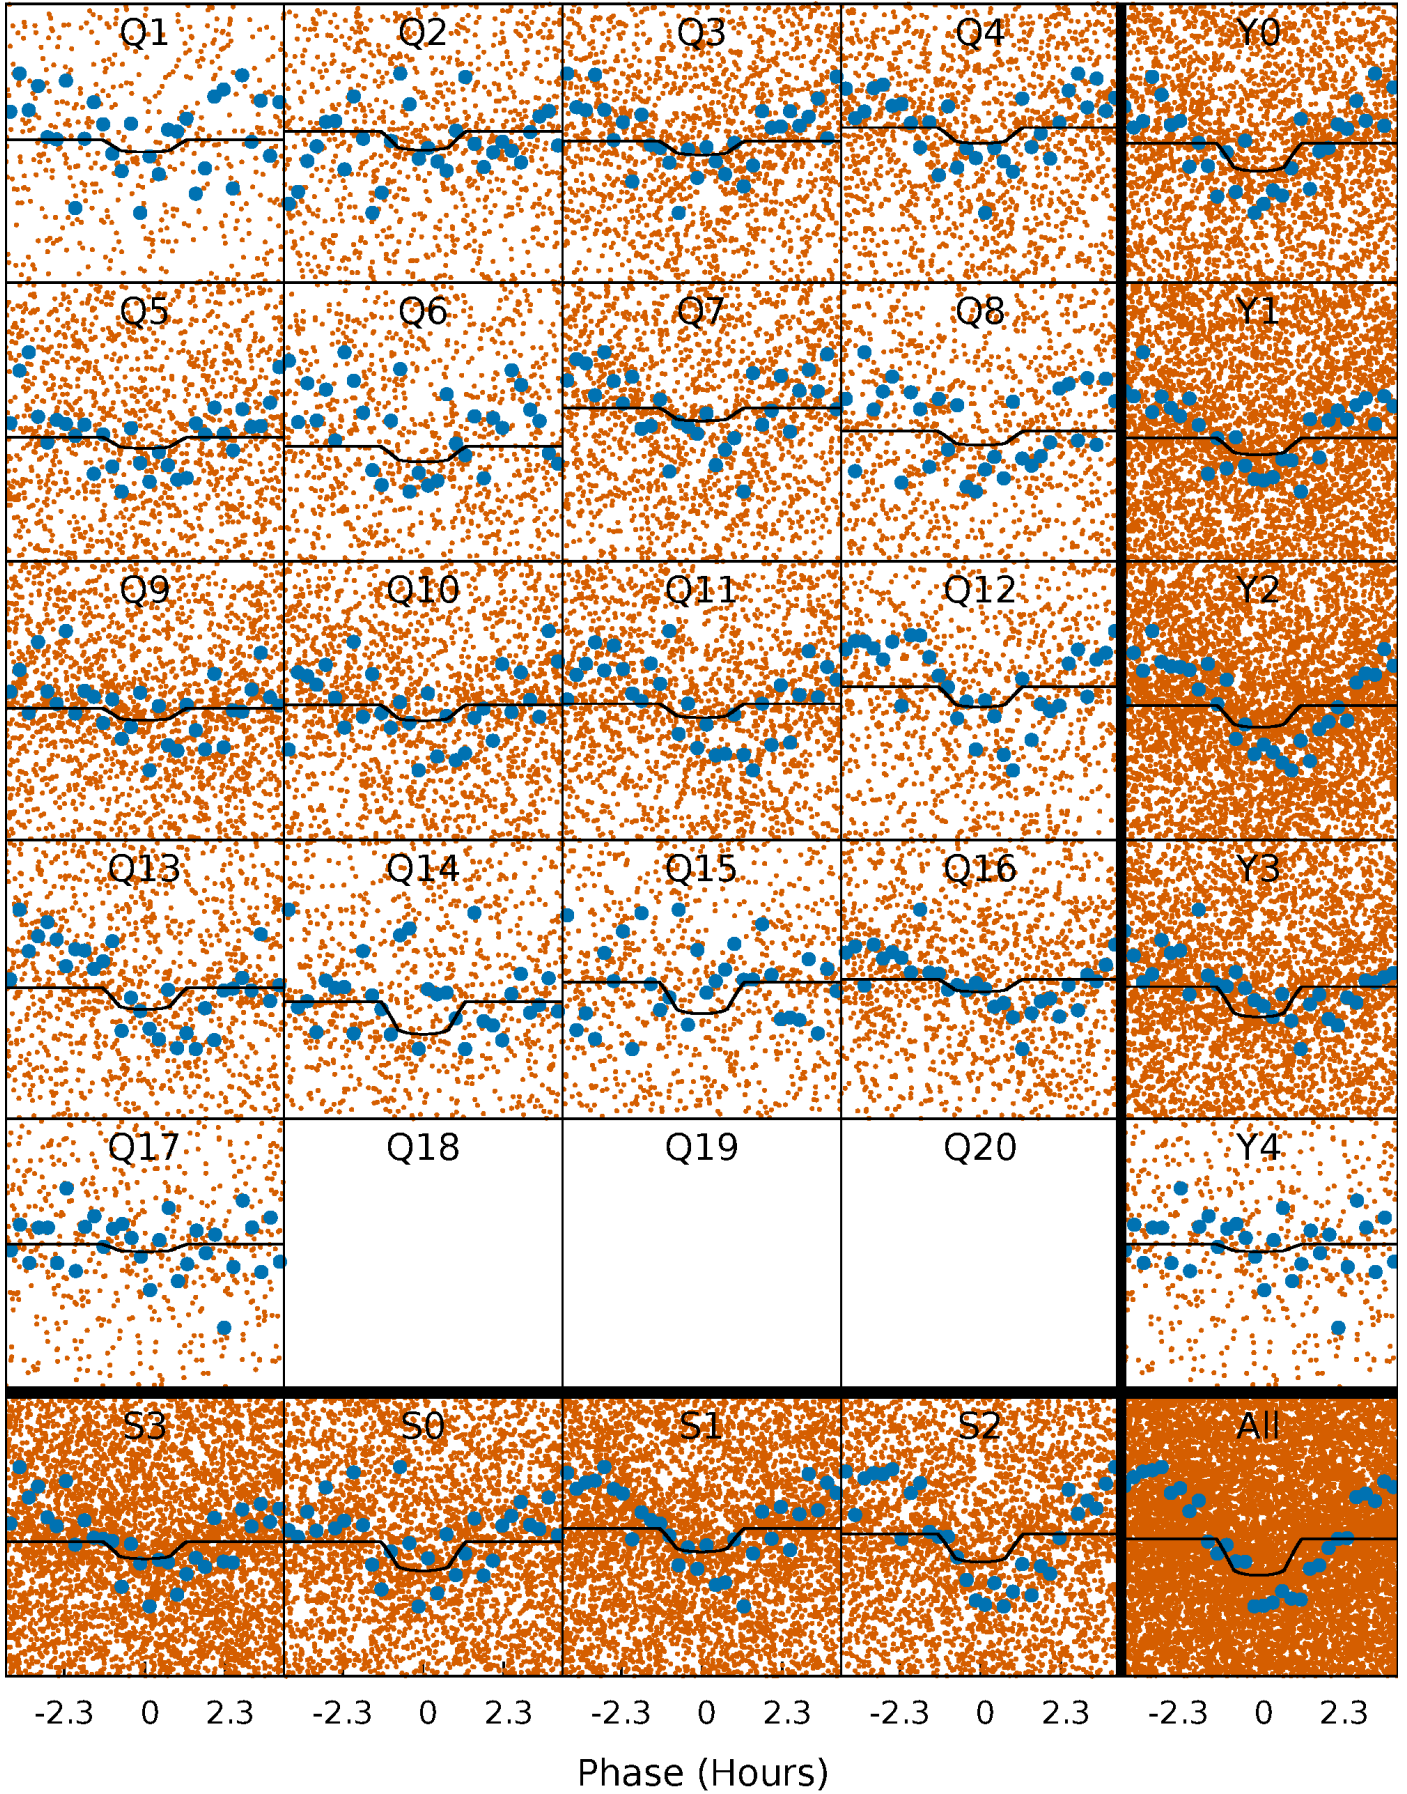 Q1 Q2 Q3 Q4 Y0
Q5 Q6 Q7 Q8 Y1
Q9 Q10 Q11 Q12 Y2
Q13 Q14 Q15 Q16 Y3
Q17 Q18 Q19 Q20 Y4
S3 S0 S1 S2 All
-2.3 0 2.3 -2.3 0 2.3 -2.3 0 2.3 -2.3 0 2.3 -2.3 0 2.3
Phase (Hours)